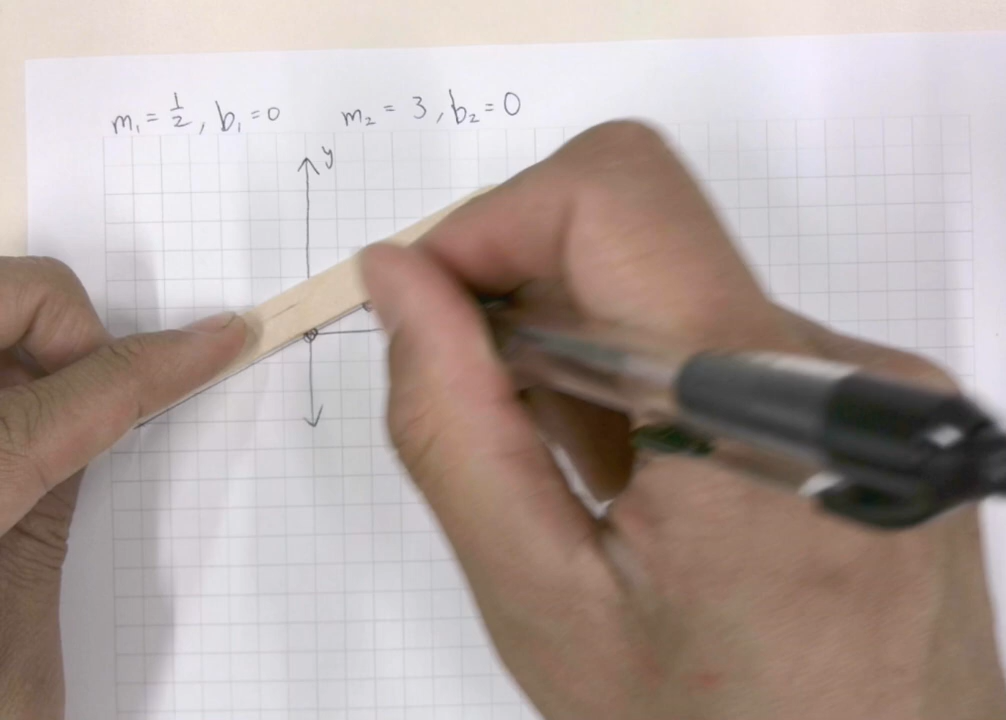 m₁ = 1/2, b₁ = 0 m₂ = 3, b₂ = 0
y